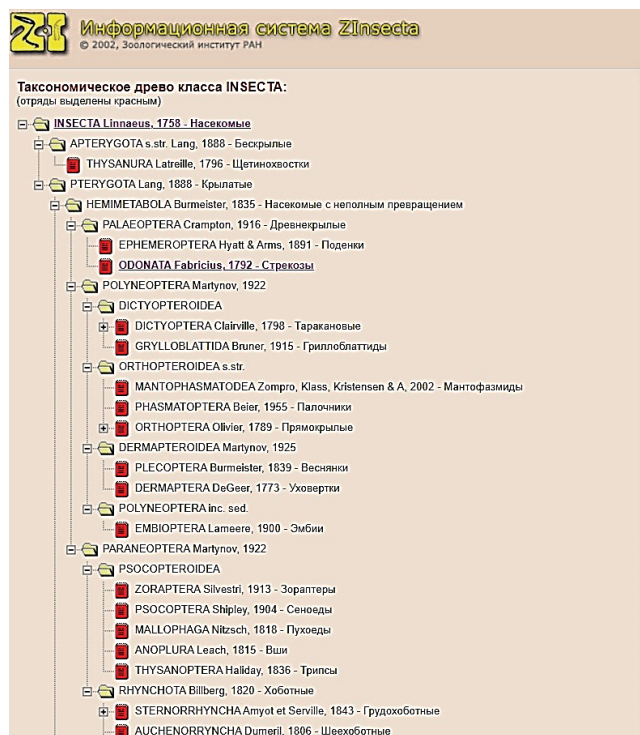 ZI Информационная система ZInsecta
© 2002, Зоологический институт РАН
Таксономическое древо класса INSECTA:
(отряды выделены красным)
INSECTA Linnaeus, 1758 - Насекомые
APTERYGOTA s.str. Lang, 1888 - Бескрылые
THYSANURA Latreille, 1796 - Щетинохвостки
PTERYGOTA Lang, 1888 - Крылатые
HEMIMETABOLA Burmeister, 1835 - Насекомые с неполным превращением
PALAEOPTERA Crampton, 1916 - Древнекрылые
EPHEMEROPTERA Hyatt & Arms, 1891 - Поденки
ODONATA Fabricius, 1792 - Стрекозы
POLYNEOPTERA Martynov, 1922
DICTYOPTEROIDEA
DICTYOPTERA Clairville, 1798 - Таракановые
GRYLLOBLATTIDA Bruner, 1915 - Гриллоблаттиды
ORTHOPTEROIDEA s.str.
MANTOPHASMATODEA Zompro, Klass, Kristensen & A, 2002 - Мантофазмиды
PHASMATOPTERA Beier, 1955 - Палочники
ORTHOPTERA Olivier, 1789 - Прямокрылые
DERMAPTEROIDEA Martynov, 1925
PLECOPTERA Burmeister, 1839 - Веснянки
DERMAPTERA DeGeer, 1773 - Уховертки
POLYNEOPTERA inc. sed.
EMBIOPTERA Lameere, 1900 - Эмбии
PARANEOPTERA Martynov, 1922
PSOCOPTEROIDEA
ZORAPTERA Silvestri, 1913 - Зораптеры
PSOCOPTERA Shipley, 1904 - Сеноеды
MALLOPHAGA Nitzsch, 1818 - Пухоеды
ANOPLURA Leach, 1815 - Вши
THYSANOPTERA Haliday, 1836 - Трипсы
RHYNCHOTA Billberg, 1820 - Хоботные
STERNORRHYNCHA Amyot et Serville, 1843 - Грудохоботные
AUCHENORRYNCHA Dumeril, 1806 - Шеехоботные